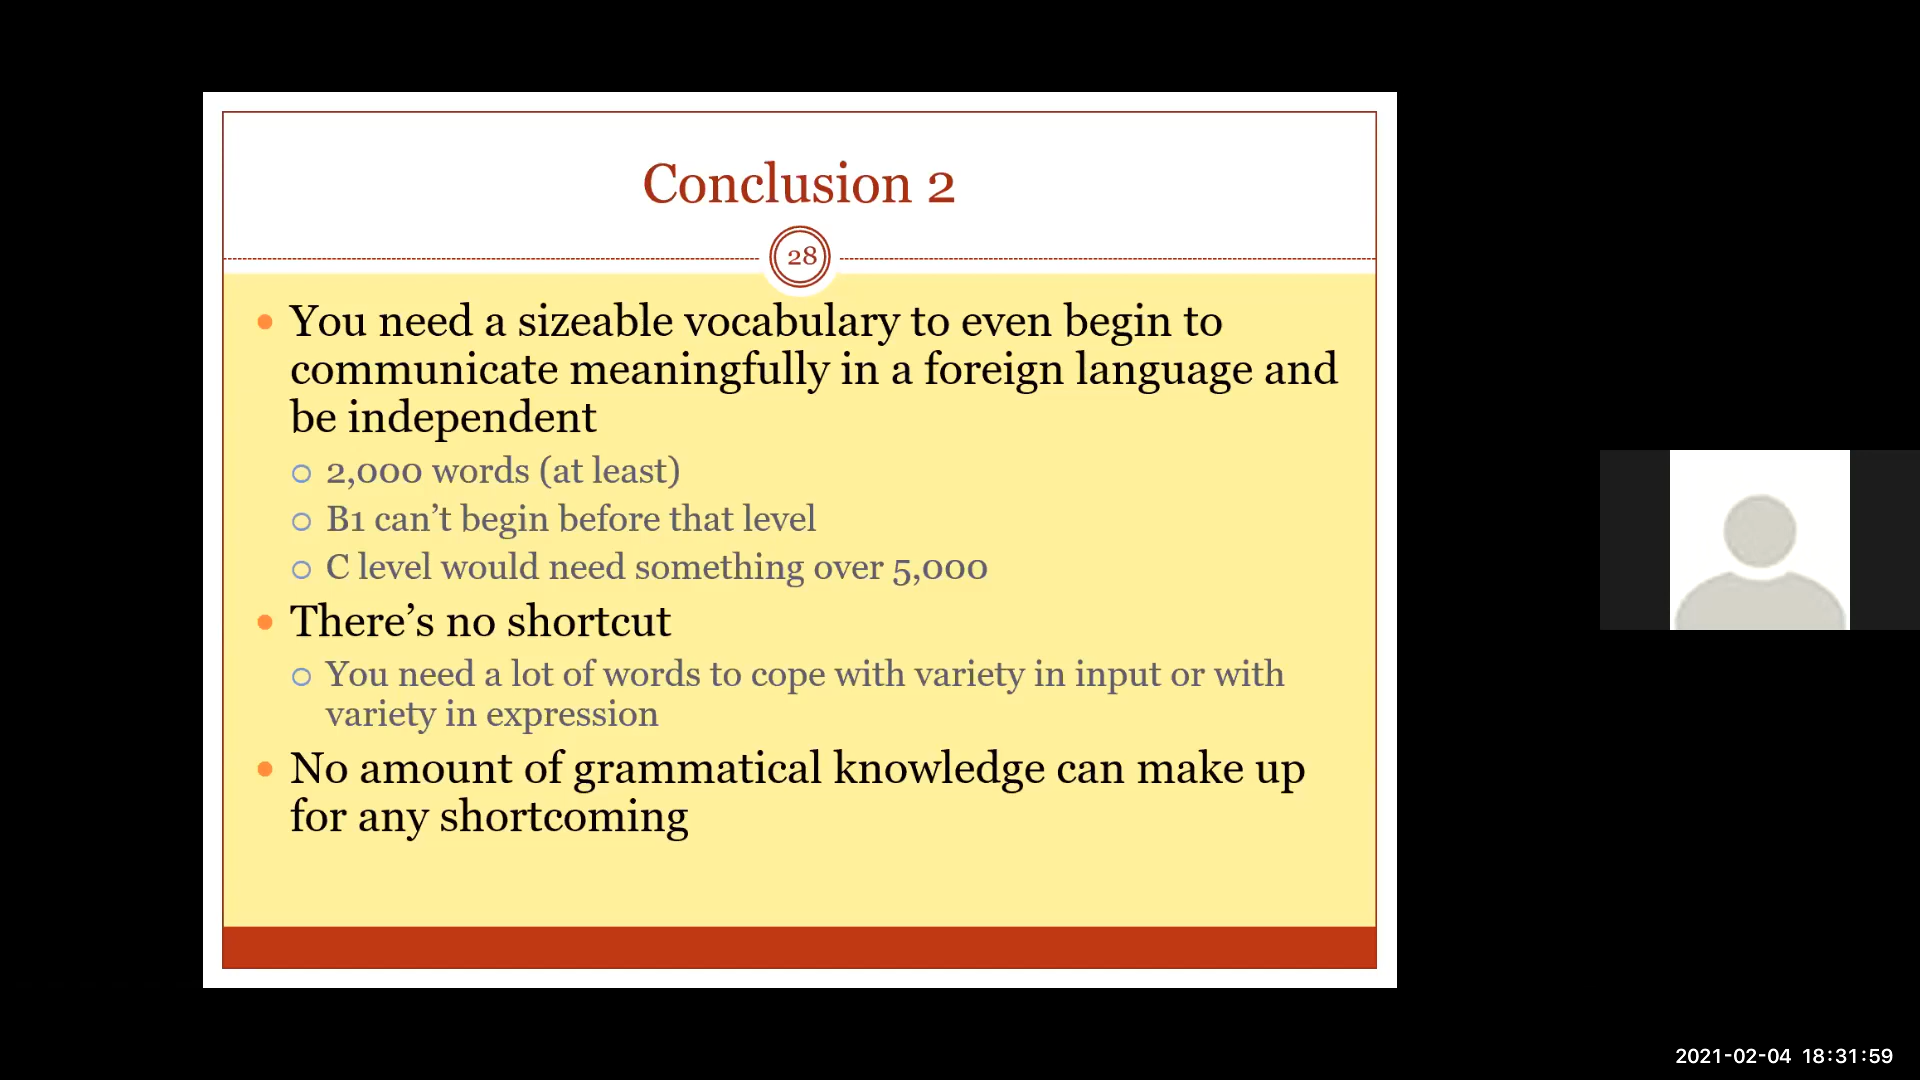 Conclusion 2
28
• You need a sizeable vocabulary to even begin to
communicate meaningfully in a foreign language and
be independent
○ 2,000 words (at least)
○ B1 can’t begin before that level
○ C level would need something over 5,000
• There’s no shortcut
○ You need a lot of words to cope with variety in input or with
variety in expression
• No amount of grammatical knowledge can make up
for any shortcoming
2021-02-04 18:31:59